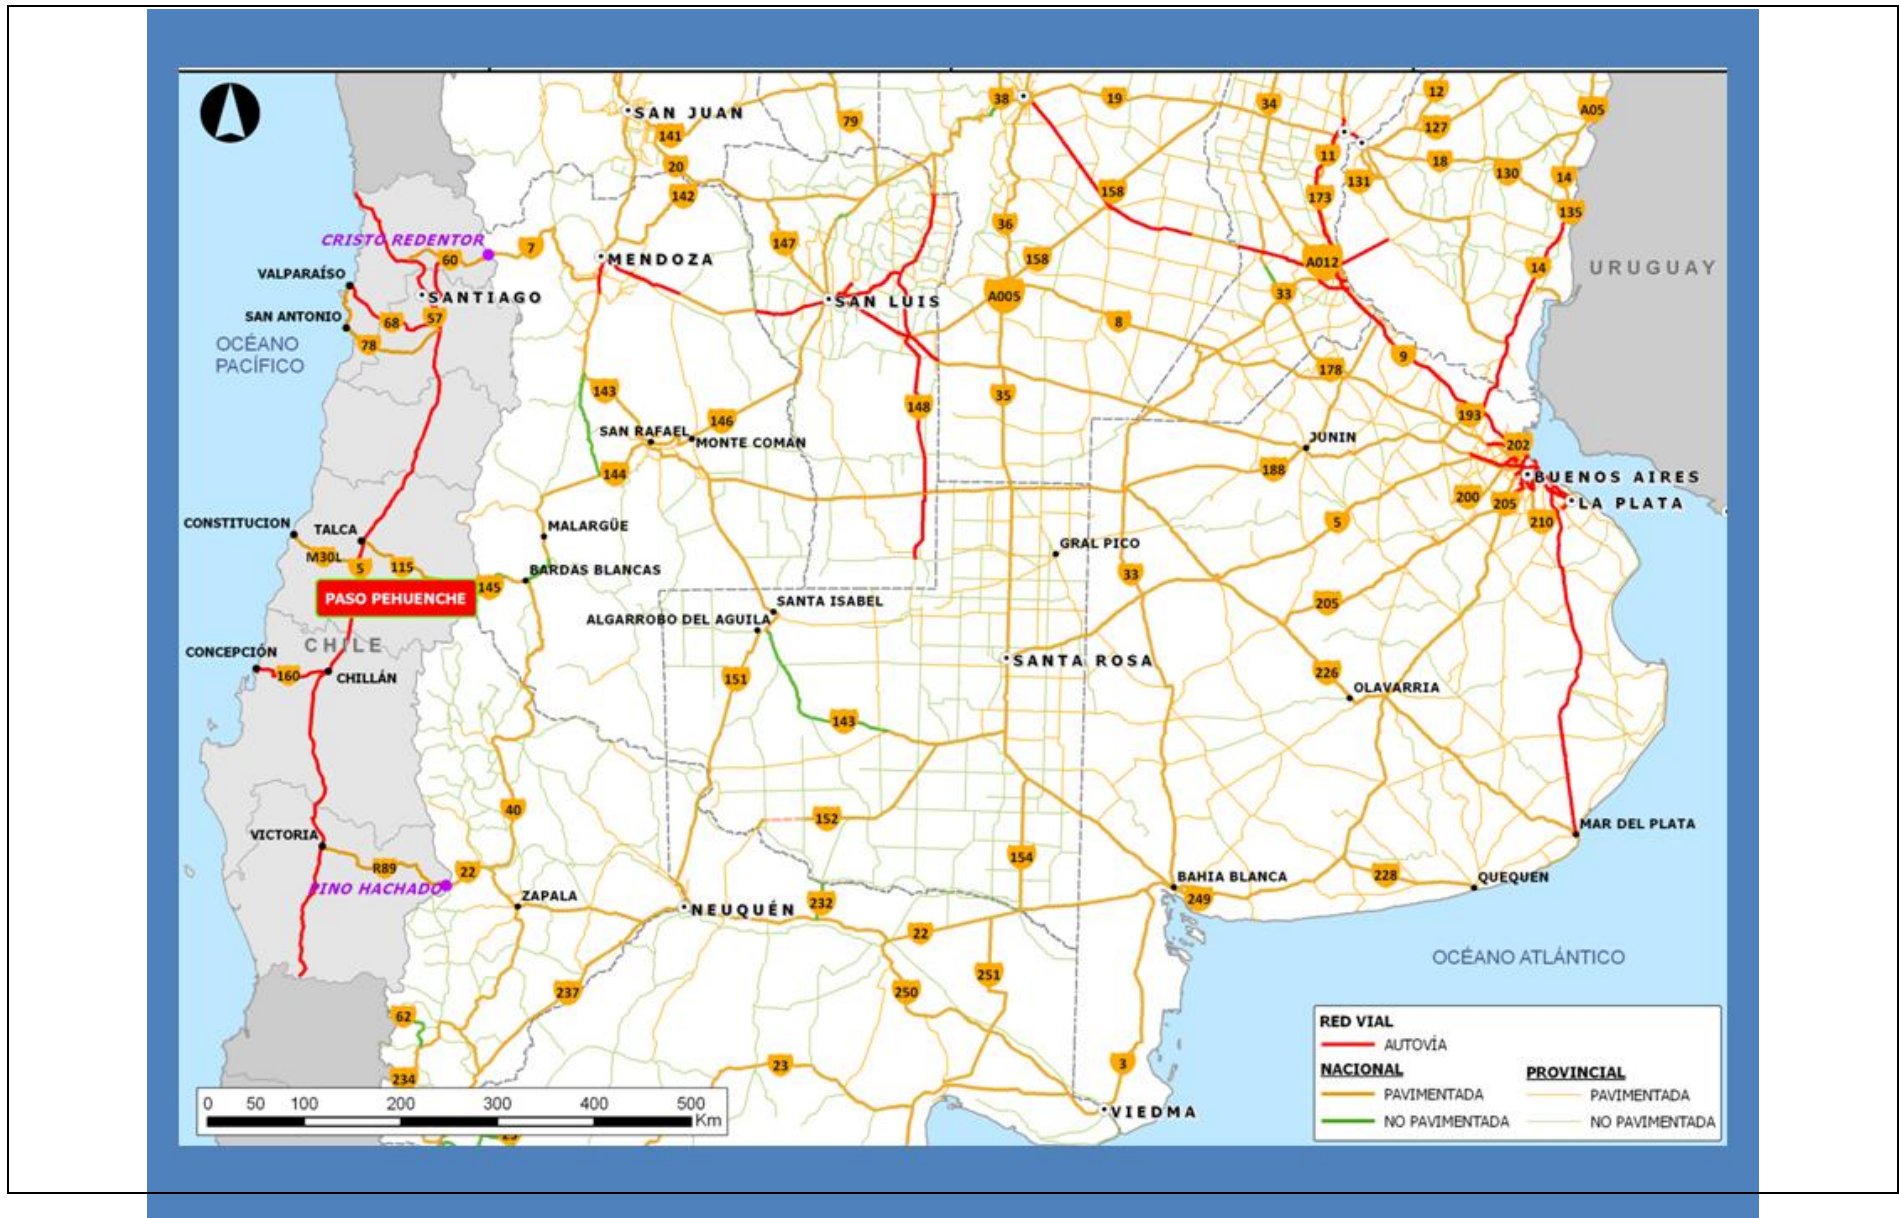 38
19
34
12
A05
SAN JUAN
79
127
141
11
18
20
130
14
158
131
142
173
135
36
CRISTO REDENTOR
7
147
60
MENDOZA
158
A012
14
URUGUAY
VALPARAÍSO
SANTIAGO
SAN LUIS
A005
33
SAN ANTONIO
57
68
8
OCÉANO
PACÍFICO
78
9
178
143
35
148
193
146
SAN RAFAEL
MONTE COMAN
JUNIN
202
144
188
BUENOS AIRES
200
205
LA PLATA
CONSTITUCION
TALCA
MALARGÜE
5
210
GRAL PICO
M30L
5
115
BARDAS BLANCAS
33
145
PASO PEHUENCHE
SANTA ISABEL
205
ALGARROBO DEL AGUILA
CHILE
CONCEPCIÓN
SANTA ROSA
160
CHILLÁN
151
226
OLAVARRIA
143
40
152
MAR DEL PLATA
VICTORIA
154
R89
22
228
PINO HACHADO
BAHIA BLANCA
QUEQUEN
ZAPALA
249
NEUQUÉN
232
22
OCÉANO ATLÁNTICO
251
237
250
62
RED VIAL
AUTOVÍA
23
3
NACIONAL
PROVINCIAL
234
PAVIMENTADA
PAVIMENTADA
0 50 100 200 300 400 500
Km
VIEDMA
NO PAVIMENTADA
NO PAVIMENTADA